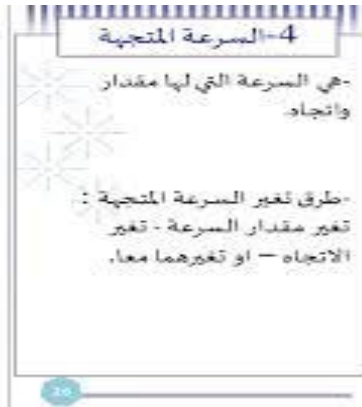 4-السرعة المتجهة
-هي السرعة التي لها مقدار
واتجاه.
-طرق تغير السرعة المتجهة :
تغير مقدار السرعة - تغير
الاتجاه – او تغيرهما معا.
26